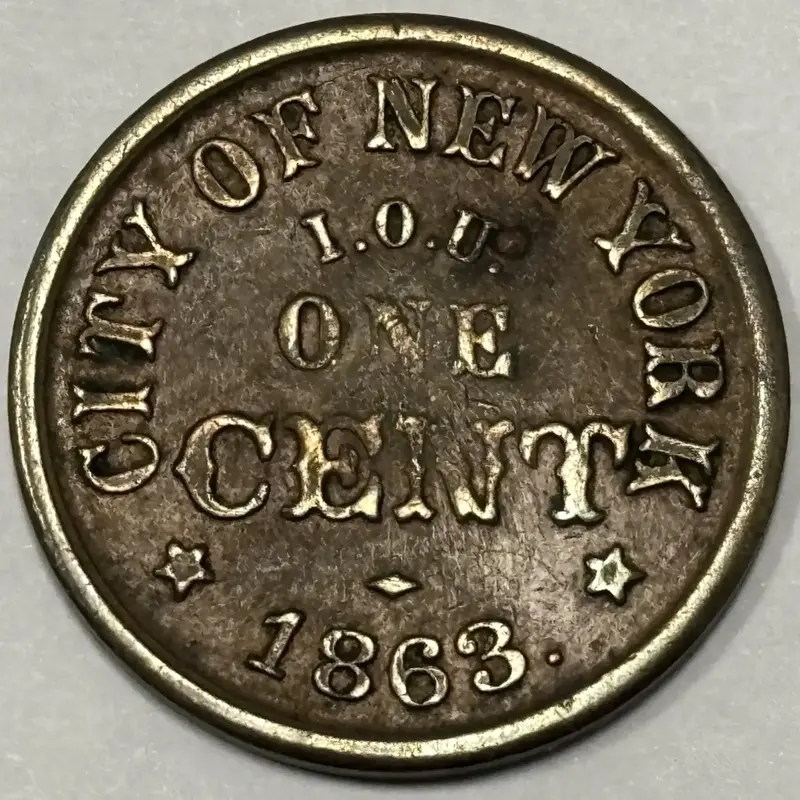 CITY OF NEW YORK
I.O.U.
ONE
CENT
1863.